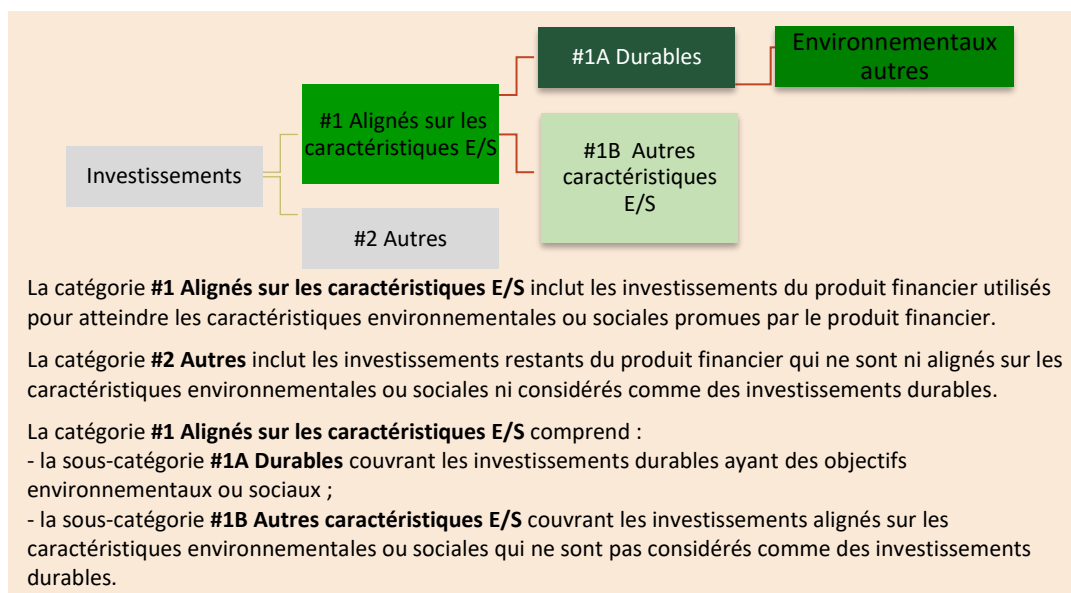 Investissements
#1 Alignés sur les
caractéristiques E/S
#2 Autres
#1A Durables
#1B Autres
caractéristiques
E/S
Environnementaux
autres
La catégorie #1 Alignés sur les caractéristiques E/S inclut les investissements du produit financier utilisés
pour atteindre les caractéristiques environnementales ou sociales promues par le produit financier.
La catégorie #2 Autres inclut les investissements restants du produit financier qui ne sont ni alignés sur les
caractéristiques environnementales ou sociales ni considérés comme des investissements durables.
La catégorie #1 Alignés sur les caractéristiques E/S comprend :
- la sous-catégorie #1A Durables couvrant les investissements durables ayant des objectifs
environnementaux ou sociaux ;
- la sous-catégorie #1B Autres caractéristiques E/S couvrant les investissements alignés sur les
caractéristiques environnementales ou sociales qui ne sont pas considérés comme des investissements
durables.